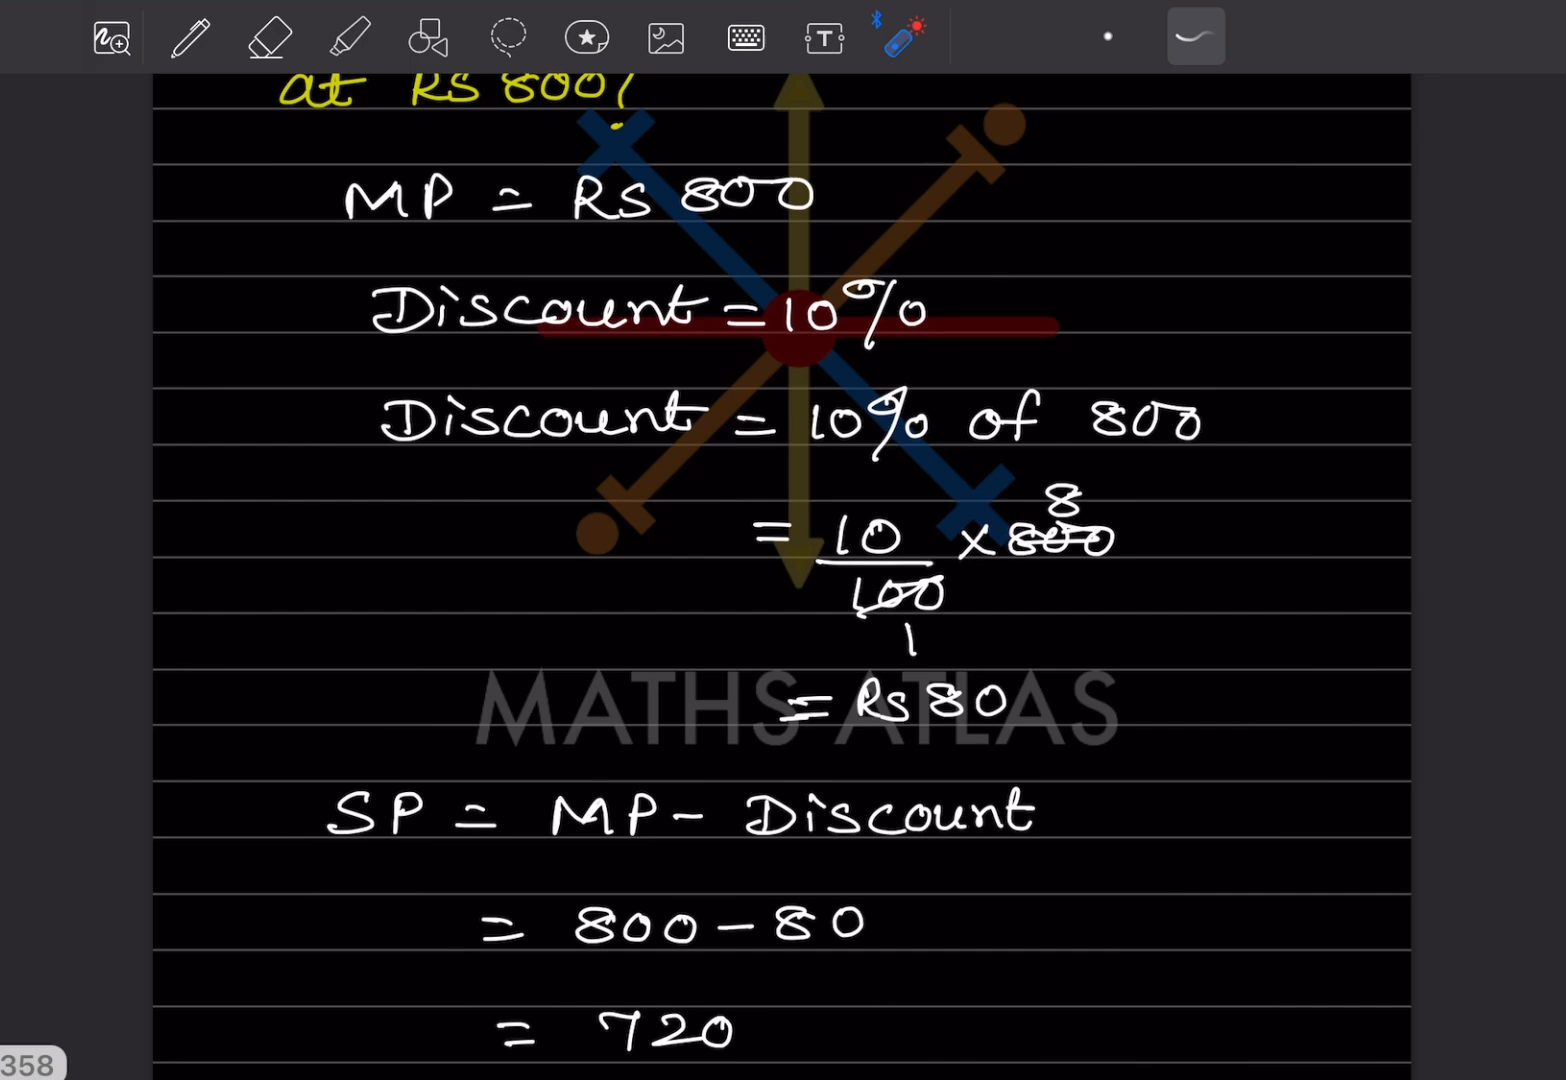 at Rs 800?
MP = Rs 800
Discount = 10%
Discount = 10% of 800
8
= 10 × 800
100
1
= Rs 80
MATHS ATLAS
SP = MP - Discount
= 800 - 80
= 720
358